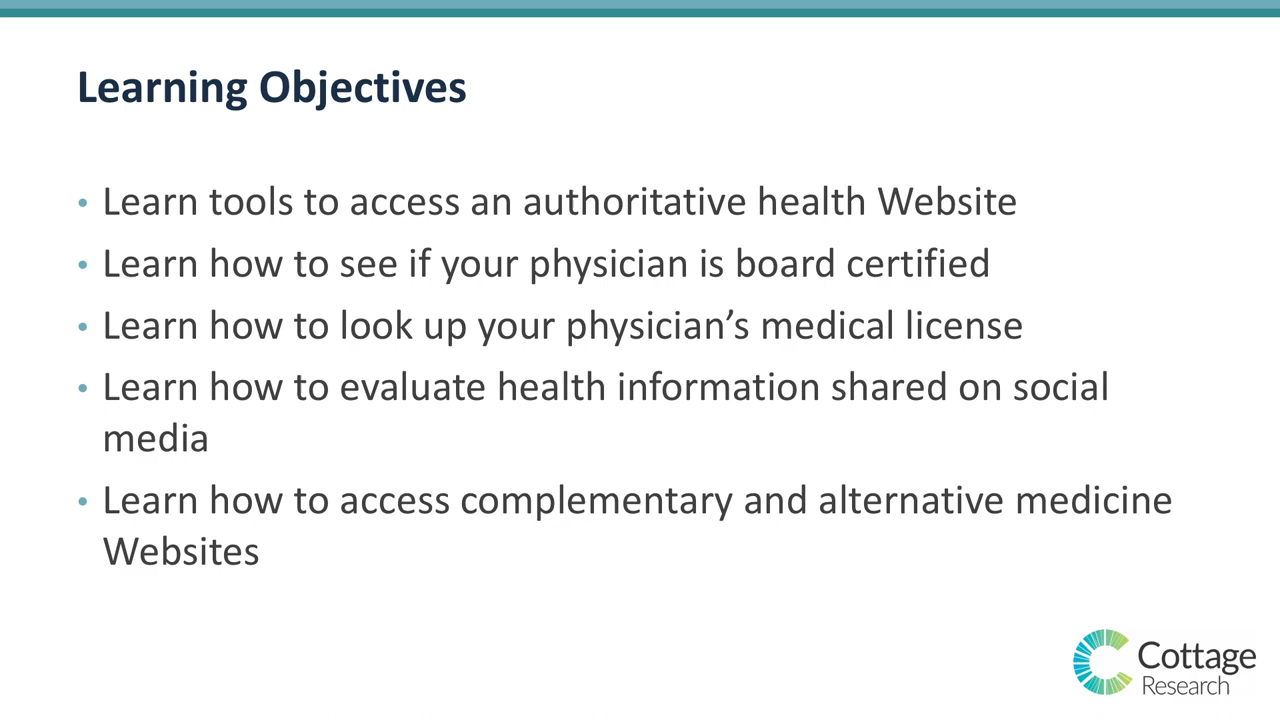 Learning Objectives
• Learn tools to access an authoritative health Website
• Learn how to see if your physician is board certified
• Learn how to look up your physician’s medical license
• Learn how to evaluate health information shared on social
media
• Learn how to access complementary and alternative medicine
Websites
Cottage
Research